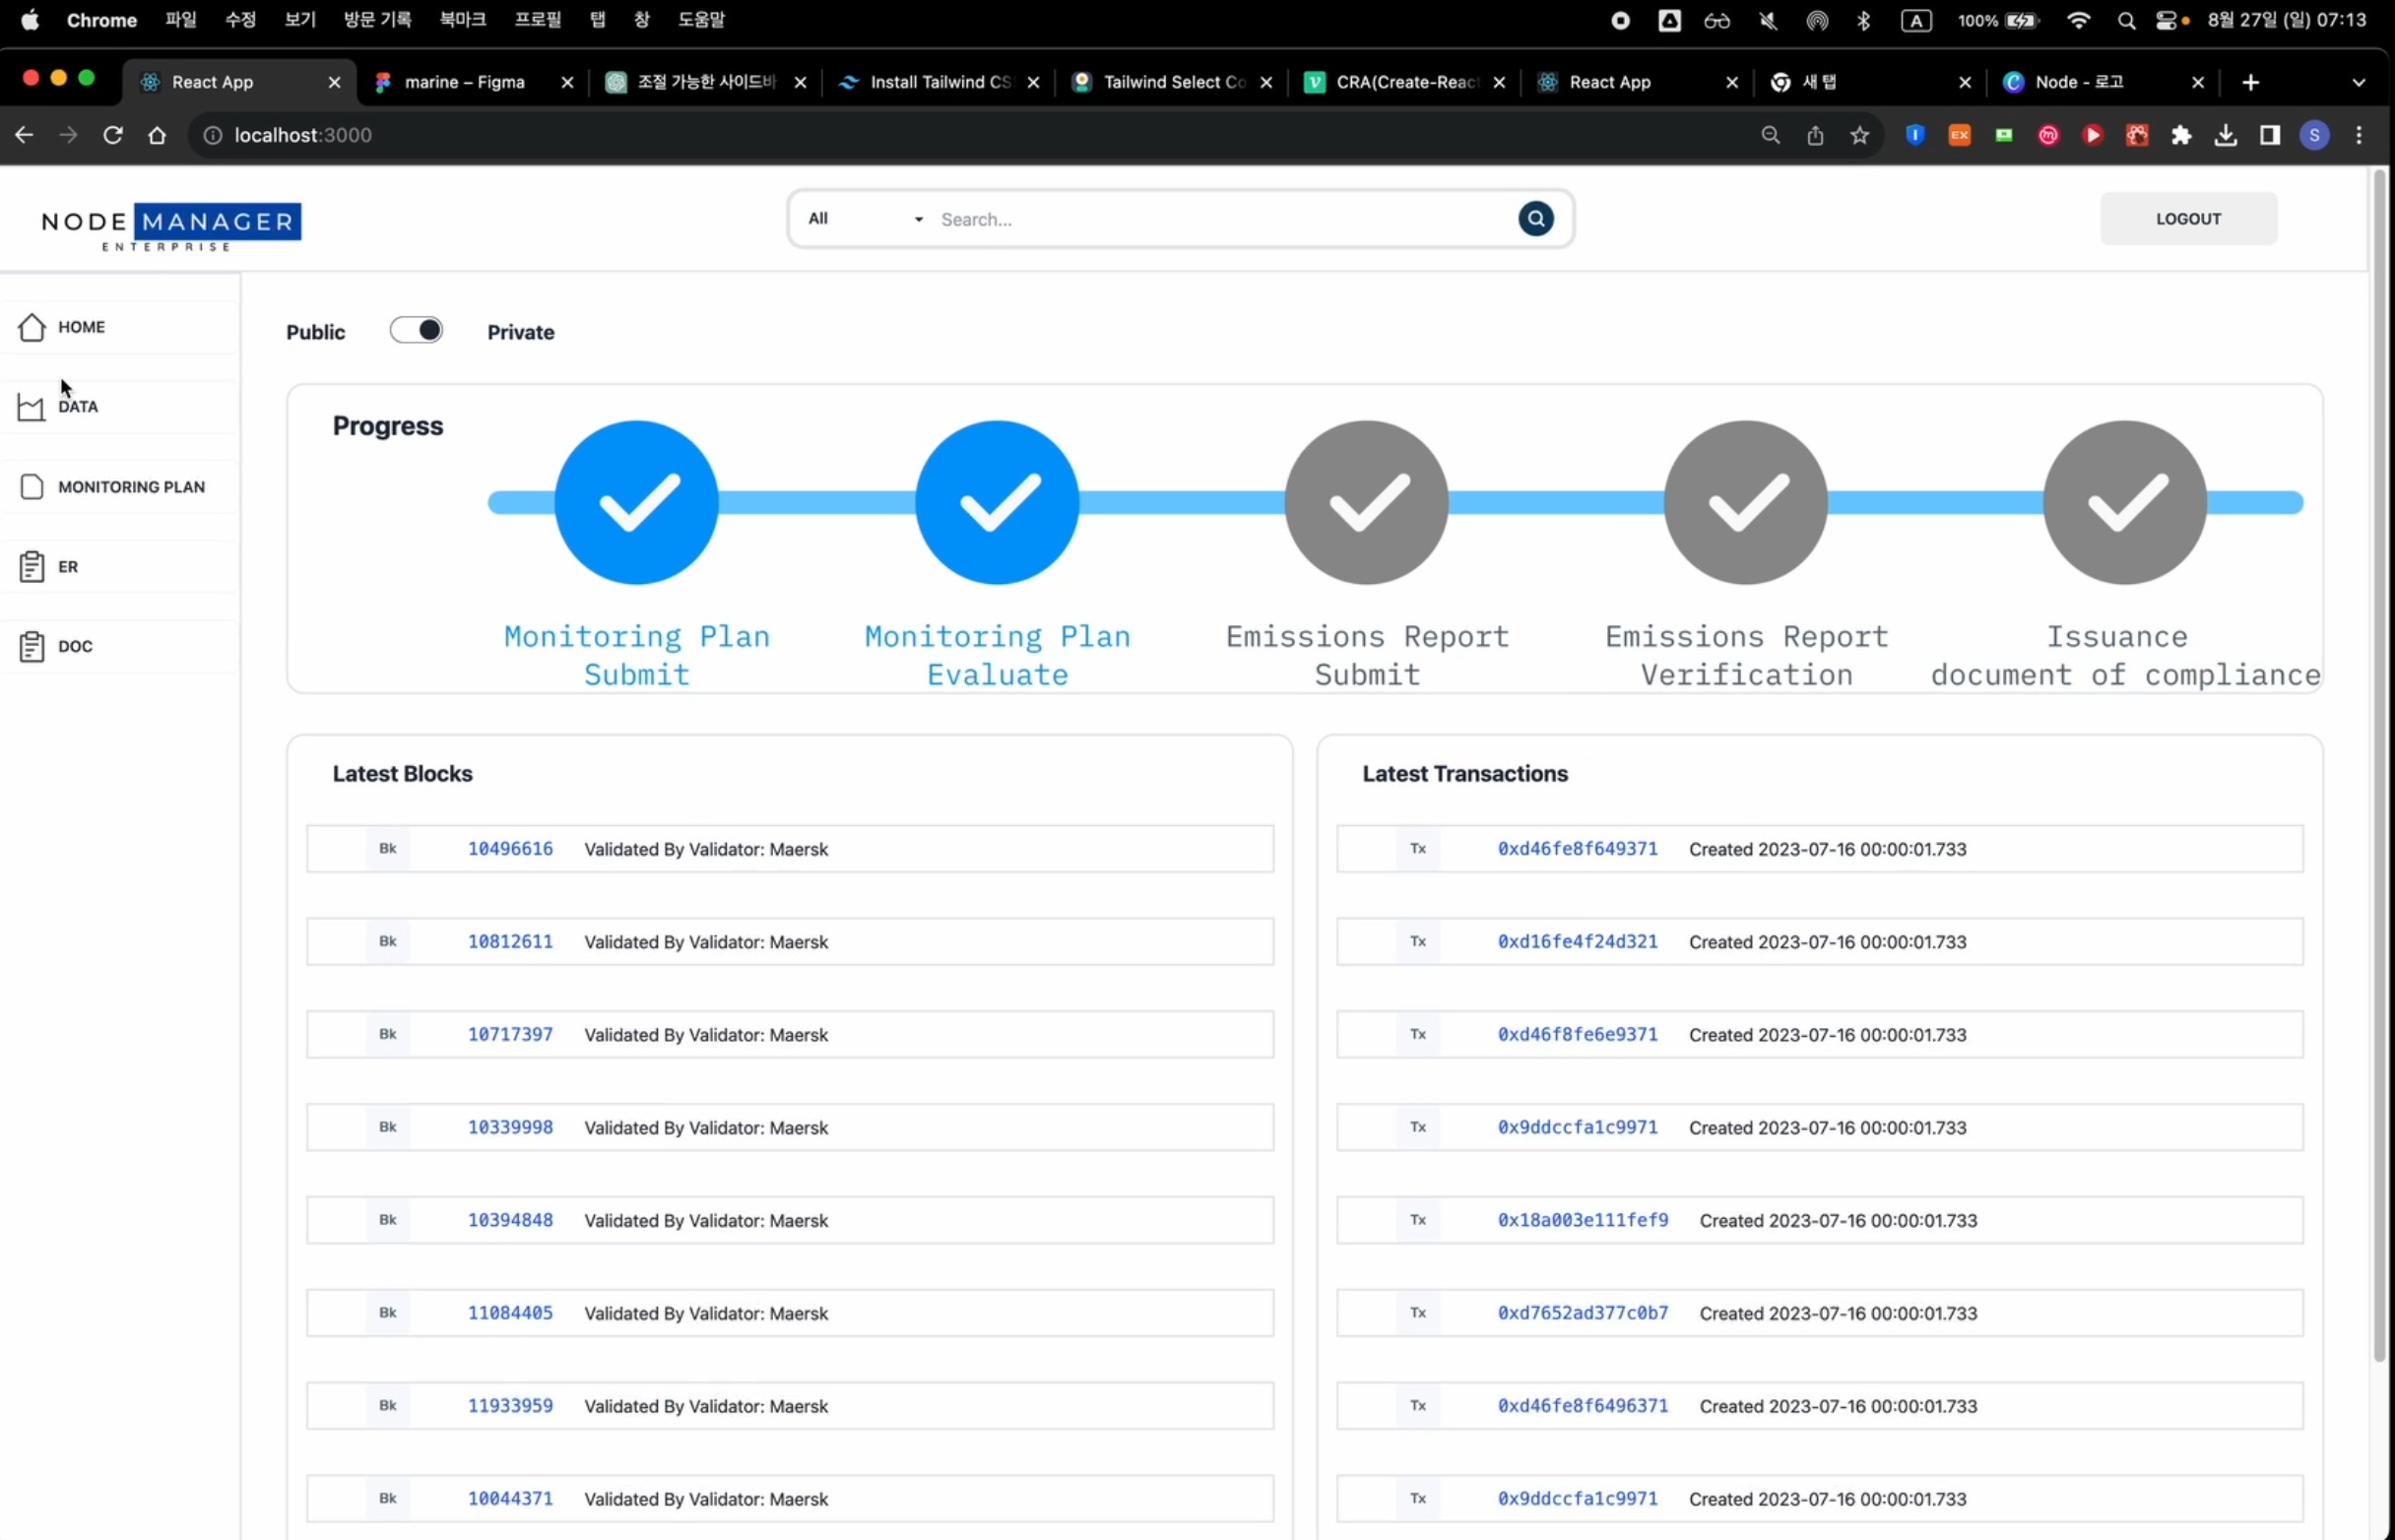 Chrome 파일 수정 보기 방문 기록 북마크 프로필 탭 창 도움말 A 100% 8월 27일 (일) 07:13
React App marine – Figma 조절 가능한 사이드바 Install Tailwind CS Tailwind Select Co CRA(Create-React React App 새 탭 Node - 로고
localhost:3000 EX S
NODE MANAGER
ENTERPRISE
All Search...
LOGOUT
HOME
DATA
MONITORING PLAN
ER
DOC
Public Private
Progress
Monitoring Plan
Submit
Monitoring Plan
Evaluate
Emissions Report
Submit
Emissions Report
Verification
Issuance
document of compliance
Latest Blocks
Bk 10496616 Validated By Validator: Maersk
Bk 10812611 Validated By Validator: Maersk
Bk 10717397 Validated By Validator: Maersk
Bk 10339998 Validated By Validator: Maersk
Bk 10394848 Validated By Validator: Maersk
Bk 11084405 Validated By Validator: Maersk
Bk 11933959 Validated By Validator: Maersk
Bk 10044371 Validated By Validator: Maersk
Latest Transactions
Tx 0xd46fe8f649371 Created 2023-07-16 00:00:01.733
Tx 0xd16fe4f24d321 Created 2023-07-16 00:00:01.733
Tx 0xd46f8fe6e9371 Created 2023-07-16 00:00:01.733
Tx 0x9ddccfa1c9971 Created 2023-07-16 00:00:01.733
Tx 0x18a003e111fef9 Created 2023-07-16 00:00:01.733
Tx 0xd7652ad377c0b7 Created 2023-07-16 00:00:01.733
Tx 0xd46fe8f6496371 Created 2023-07-16 00:00:01.733
Tx 0x9ddccfa1c9971 Created 2023-07-16 00:00:01.733